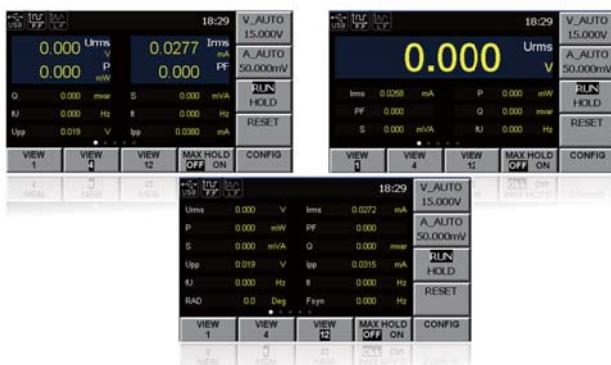 USB F.F L.F 18:29 V_AUTO
15.000V
0.000 Urms V 0.0277 Irms mA
A_AUTO
50.000mV
0.000 P mW 0.000 PF
RUN
HOLD
Q 0.000 mvar S 0.000 mVA
fU 0.000 Hz fI 0.000 Hz
RESET
Upp 0.019 V Ipp 0.0380 mA
VIEW 1 VIEW 4 VIEW 12 MAX HOLD OFF ON CONFIG
USB F.F L.F 18:29 V_AUTO
15.000V
0.000 Urms V
A_AUTO
50.000mV
RUN
HOLD
Irms 0.0258 mA P 0.000 mW
PF 0.000 Q 0.000 mvar
RESET
S 0.000 mVA fU 0.000 Hz
VIEW 1 VIEW 4 VIEW 12 MAX HOLD OFF ON CONFIG
USB F.F L.F 18:29 V_AUTO
15.000V
Urms 0.000 V Irms 0.0272 mA
P 0.000 mW PF 0.000
A_AUTO
50.000mV
S 0.000 mVA Q 0.000 mvar
RUN
HOLD
Upp 0.019 V Ipp 0.0315 mA
fU 0.000 Hz fI 0.000 Hz
RESET
RAD 0.0 Deg Fsyn 0.000 Hz
VIEW 1 VIEW 4 VIEW 12 MAX HOLD OFF ON CONFIG